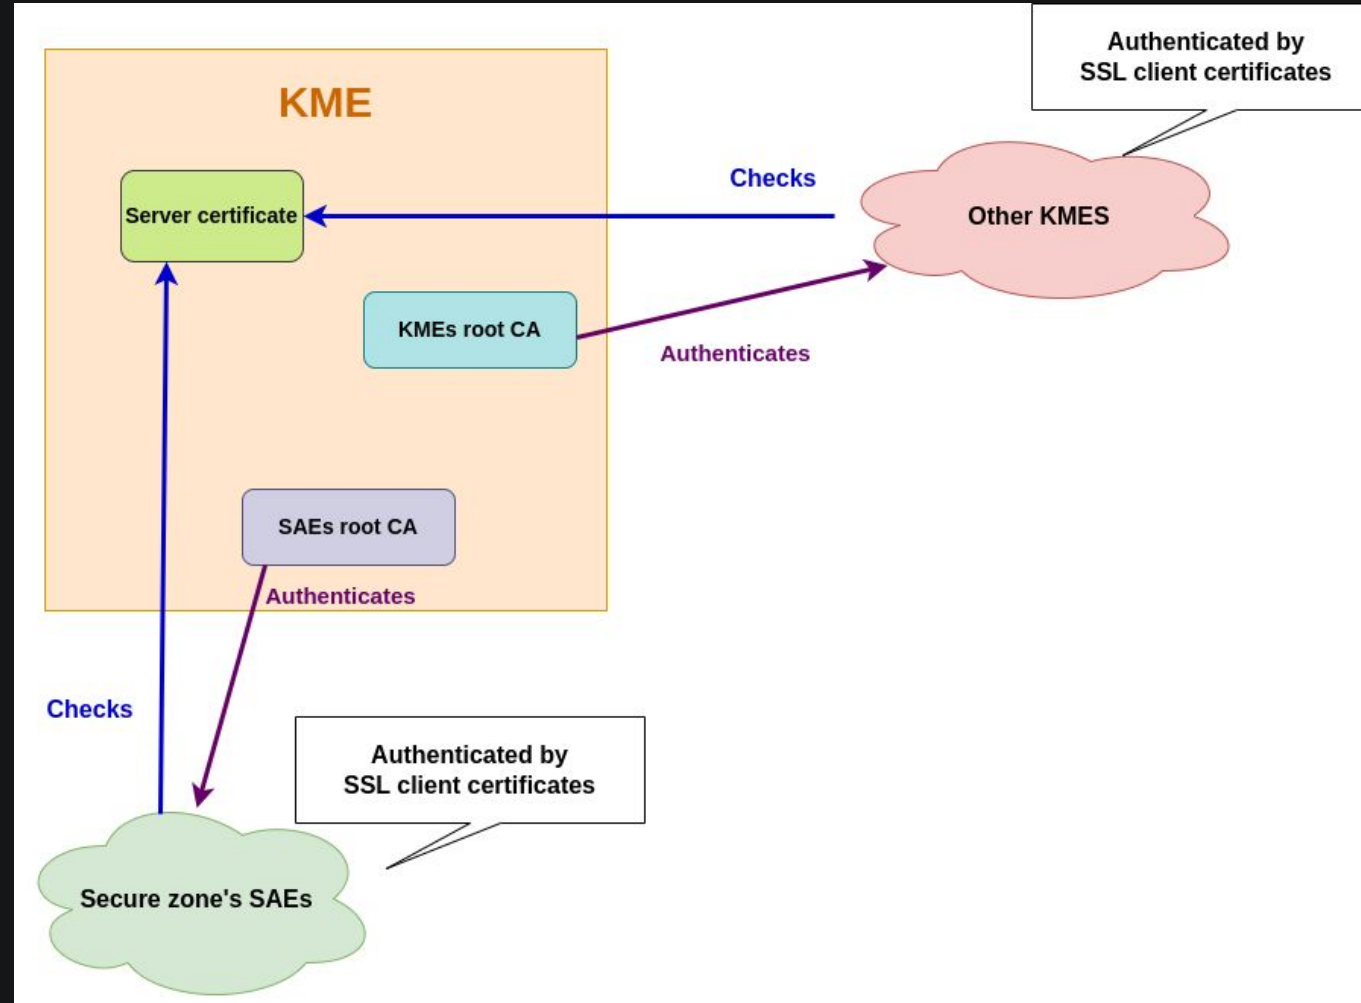 Authenticated by
SSL client certificates
KME
Checks
Server certificate
Other KMES
KMEs root CA
Authenticates
SAEs root CA
Authenticates
Checks
Authenticated by
SSL client certificates
Secure zone's SAEs